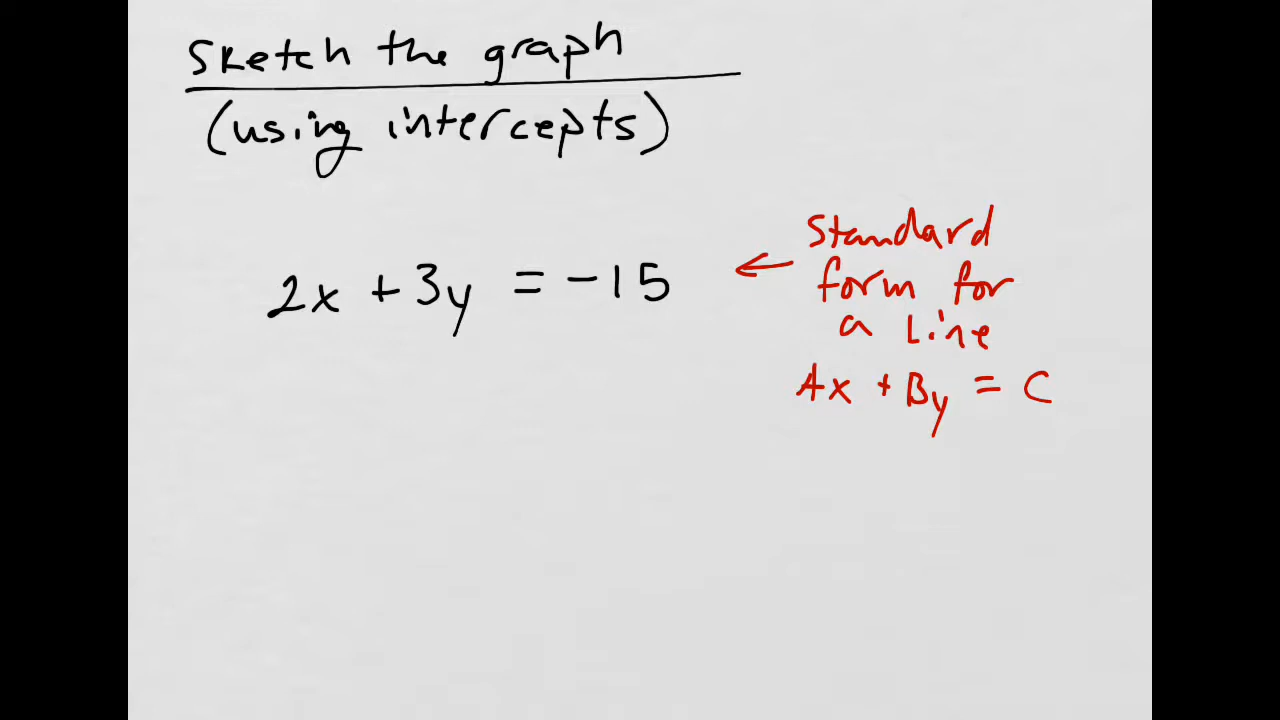 Sketch the graph
(using intercepts)
2x + 3y = -15
← Standard
form for
a Line
Ax + By = C